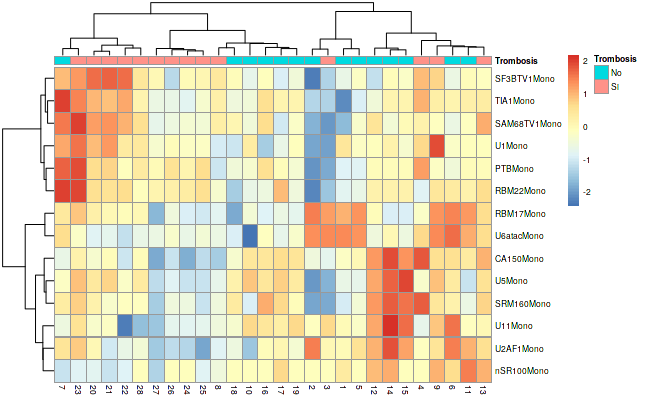 Trombosis
SF3BTV1Mono
TIA1Mono
SAM68TV1Mono
U1Mono
PTBMono
RBM22Mono
RBM17Mono
U6atacMono
CA150Mono
U5Mono
SRM160Mono
U11Mono
U2AF1Mono
nSR100Mono
7 23 20 21 22 28 27 26 24 25 8 18 10 16 17 19 2 3 1 5 12 14 15 4 9 6 11 13
2
1
0
-1
-2
Trombosis
No
SI